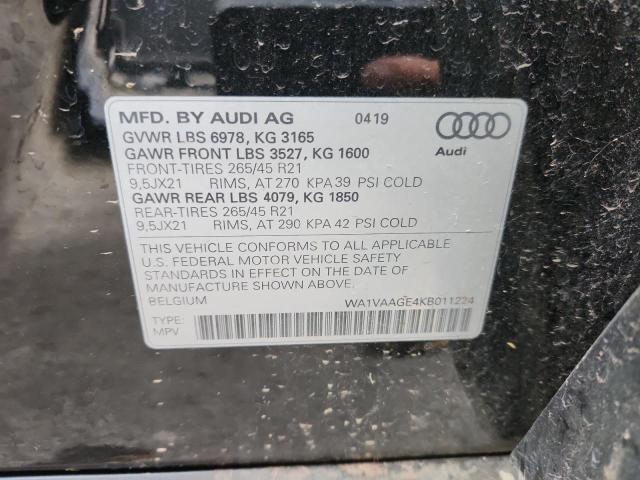 MFD. BY AUDI AG 0419
GVWR LBS 6978, KG 3165
GAWR FRONT LBS 3527, KG 1600
FRONT-TIRES 265/45 R21
9,5JX21 RIMS, AT 270 KPA 39 PSI COLD
GAWR REAR LBS 4079, KG 1850
REAR-TIRES 265/45 R21
9,5JX21 RIMS, AT 290 KPA 42 PSI COLD
Audi
THIS VEHICLE CONFORMS TO ALL APPLICABLE
U.S. FEDERAL MOTOR VEHICLE SAFETY
STANDARDS IN EFFECT ON THE DATE OF
MANUFACTURE SHOWN ABOVE.
BELGIUM WA1VAAGE4KB011224
TYPE:
MPV